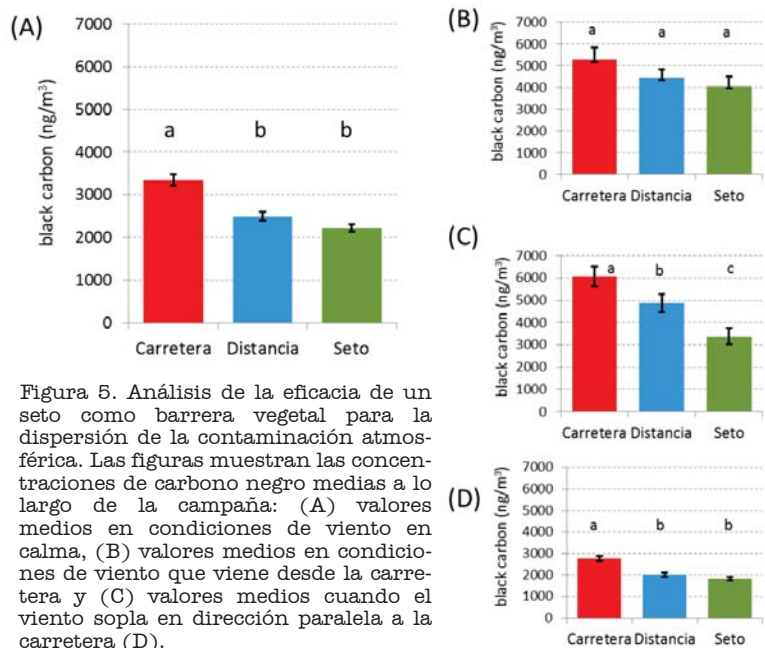 (A)
black carbon (ng/m³)
7000
6000
5000
4000
3000
2000
1000
0
a b b
Carretera Distancia Seto
(B)
black carbon (ng/m³)
7000
6000
5000
4000
3000
2000
1000
0
a a a
Carretera Distancia Seto
(C)
black carbon (ng/m³)
7000
6000
5000
4000
3000
2000
1000
0
a b c
Carretera Distancia Seto
(D)
black carbon (ng/m³)
7000
6000
5000
4000
3000
2000
1000
0
a b b
Carretera Distancia Seto
Figura 5. Análisis de la eficacia de un
seto como barrera vegetal para la
dispersión de la contaminación atmos-
férica. Las figuras muestran las concen-
traciones de carbono negro medias a lo
largo de la campaña: (A) valores
medios en condiciones de viento en
calma, (B) valores medios en condicio-
nes de viento que viene desde la carre-
tera y (C) valores medios cuando el
viento sopla en dirección paralela a la
carretera (D).